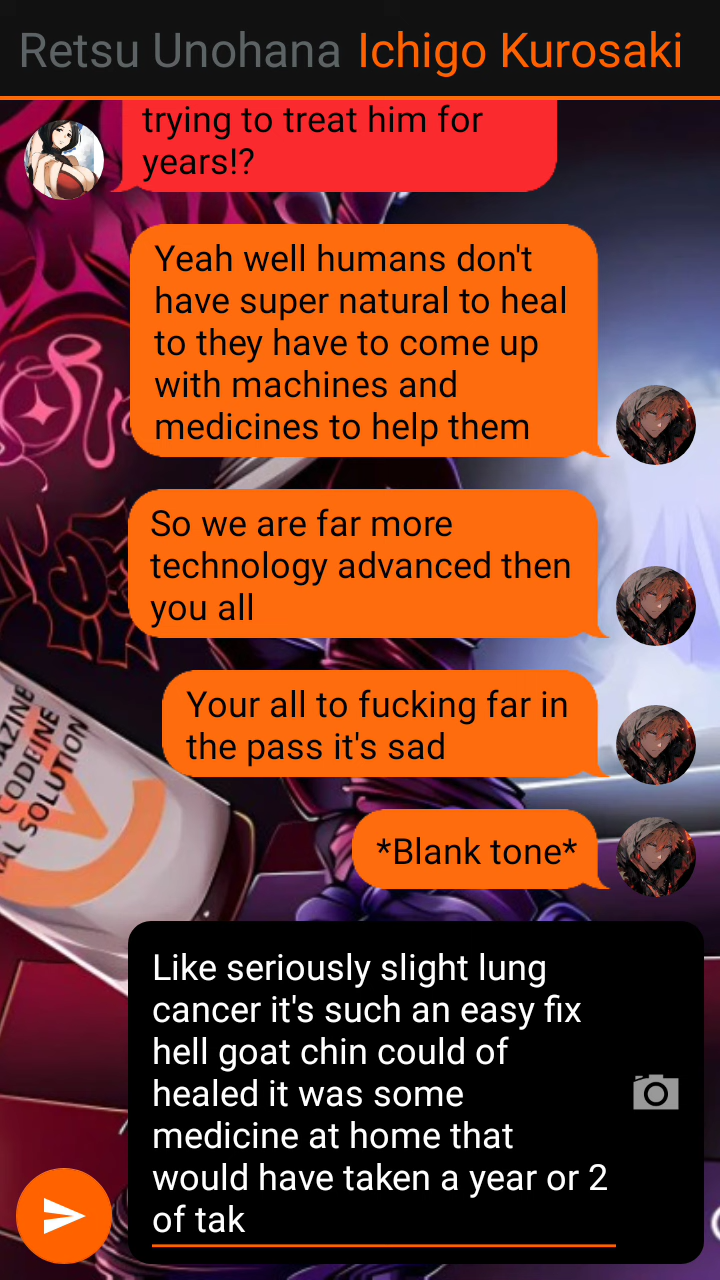 Retsu Unohana Ichigo Kurosaki
trying to treat him for
years!?
Yeah well humans don't
have super natural to heal
to they have to come up
with machines and
medicines to help them
So we are far more
technology advanced then
you all
Your all to fucking far in
the pass it's sad
*Blank tone*
AZINE
CODEINE
AL SOLUTION
Like seriously slight lung
cancer it's such an easy fix
hell goat chin could of
healed it was some
medicine at home that
would have taken a year or 2
of tak